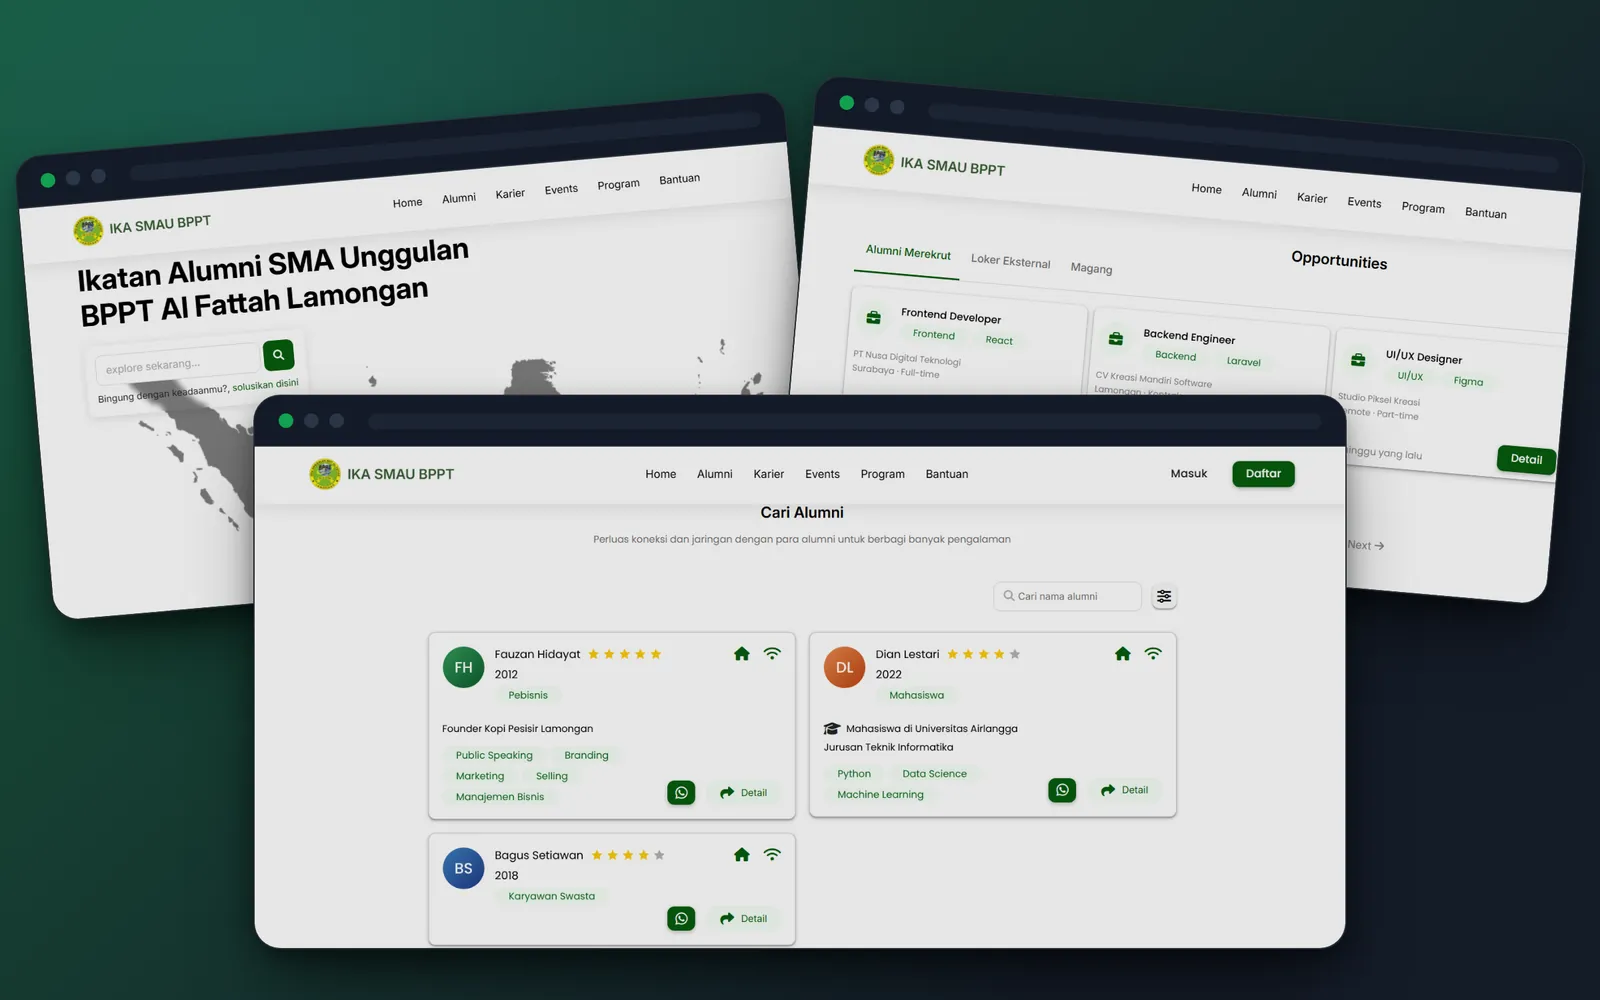 IKA SMAU BPPT
Home Alumni Karier Events Program Bantuan
Ikatan Alumni SMA Unggulan
BPPT Al Fattah Lamongan
explore sekarang...
Bingung dengan keadaanmu?, solusikan disini
IKA SMAU BPPT
Home Alumni Karier Events Program Bantuan
Alumni Merekrut Loker Eksternal Magang
Opportunities
Frontend Developer
Frontend React
PT Nusa Digital Teknologi
Surabaya · Full-time
Backend Engineer
Backend Laravel
CV Kreasi Mandiri Software
Lamongan ·
UI/UX Designer
UI/UX Figma
Studio Piksel Kreasi
emote · Part-time
inggu yang lalu
Detail
Next →
IKA SMAU BPPT
Home Alumni Karier Events Program Bantuan
Masuk Daftar
Cari Alumni
Perluas koneksi dan jaringan dengan para alumni untuk berbagi banyak pengalaman
Cari nama alumni
FH
Fauzan Hidayat
2012
Pebisnis
Founder Kopi Pesisir Lamongan
Public Speaking Branding
Marketing Selling
Manajemen Bisnis
Detail
DL
Dian Lestari
2022
Mahasiswa
Mahasiswa di Universitas Airlangga
Jurusan Teknik Informatika
Python Data Science
Machine Learning
Detail
BS
Bagus Setiawan
2018
Karyawan Swasta
Detail